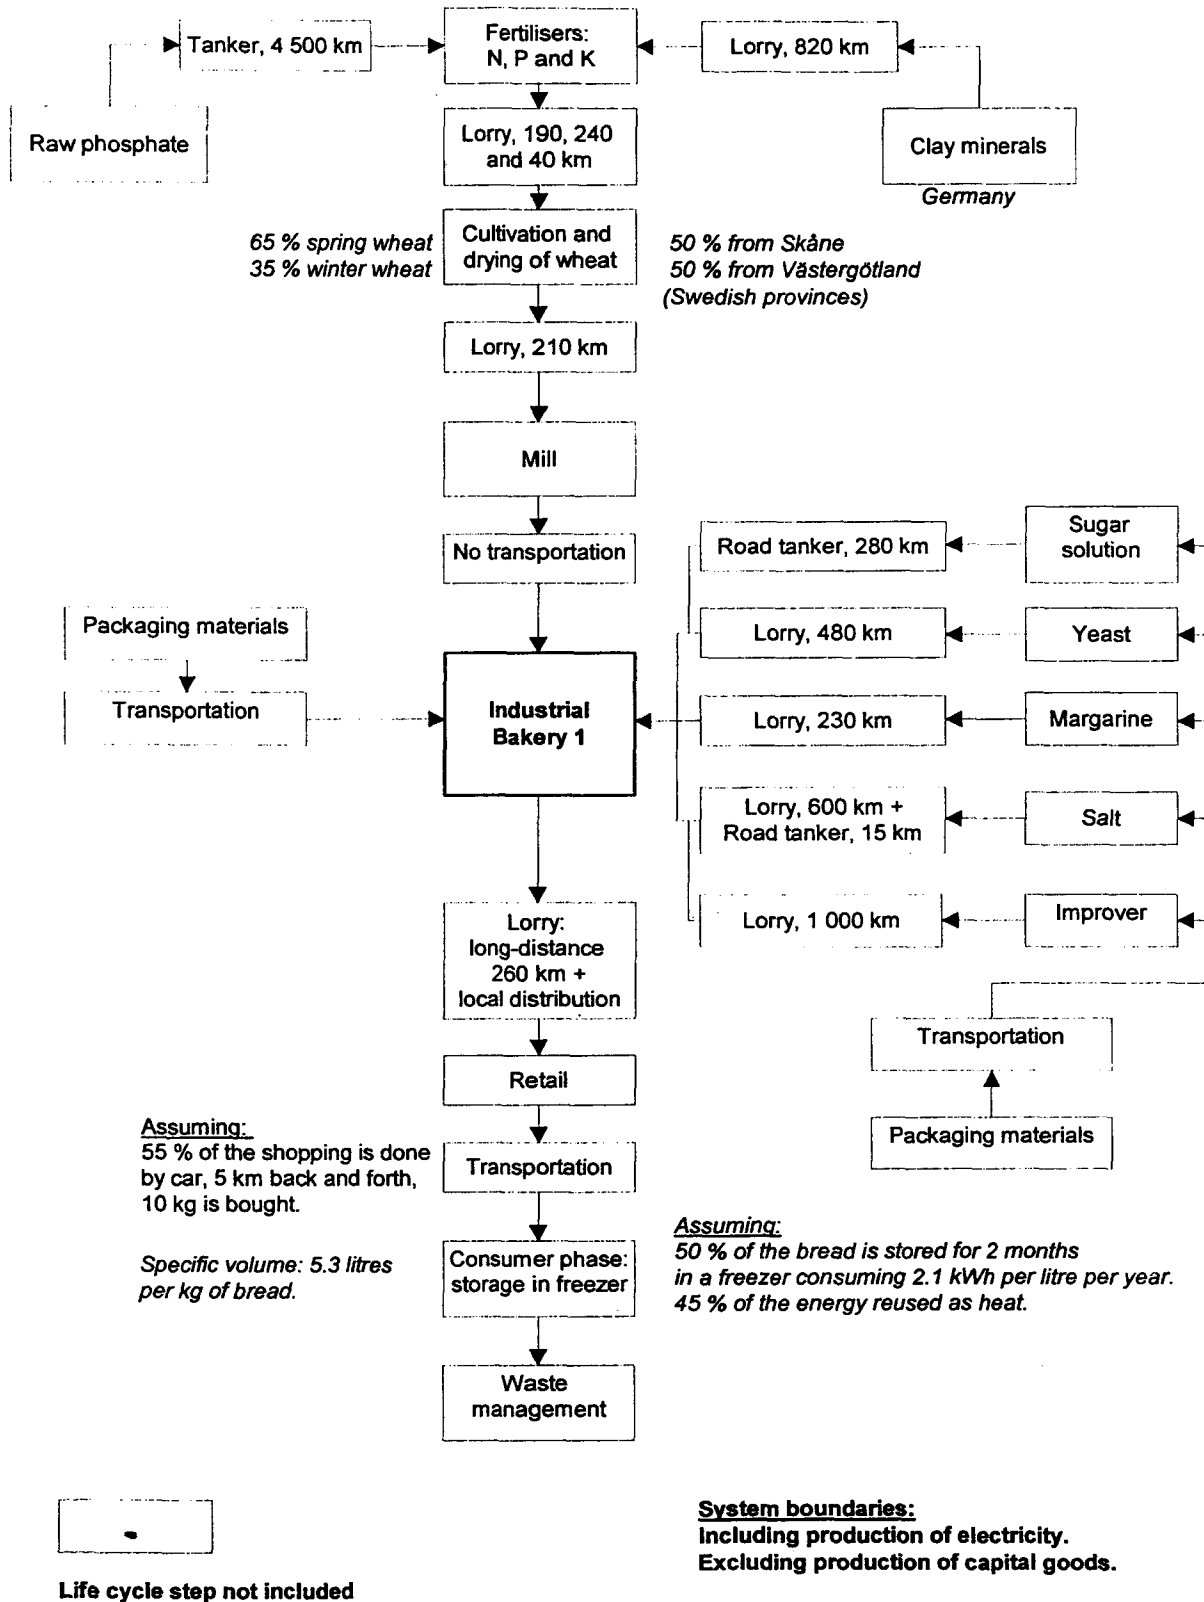 Tanker, 4 500 km
Fertilisers:
N, P and K
Lorry, 820 km
Raw phosphate
Lorry, 190, 240
and 40 km
Clay minerals
Germany
65 % spring wheat
35 % winter wheat
Cultivation and
drying of wheat
50 % from Skåne
50 % from Västergötland
(Swedish provinces)
Lorry, 210 km
Mill
No transportation
Road tanker, 280 km
Sugar
solution
Packaging materials
Lorry, 480 km
Yeast
Transportation
Industrial
Bakery 1
Lorry, 230 km
Margarine
Lorry, 600 km +
Road tanker, 15 km
Salt
Lorry:
long-distance
260 km +
local distribution
Lorry, 1 000 km
Improver
Transportation
Retail
Packaging materials
Assuming:
55 % of the shopping is done
by car, 5 km back and forth,
10 kg is bought.
Transportation
Specific volume: 5.3 litres
per kg of bread.
Consumer phase:
storage in freezer
Assuming:
50 % of the bread is stored for 2 months
in a freezer consuming 2.1 kWh per litre per year.
45 % of the energy reused as heat.
Waste
management
System boundaries:
Including production of electricity.
Excluding production of capital goods.
Life cycle step not included